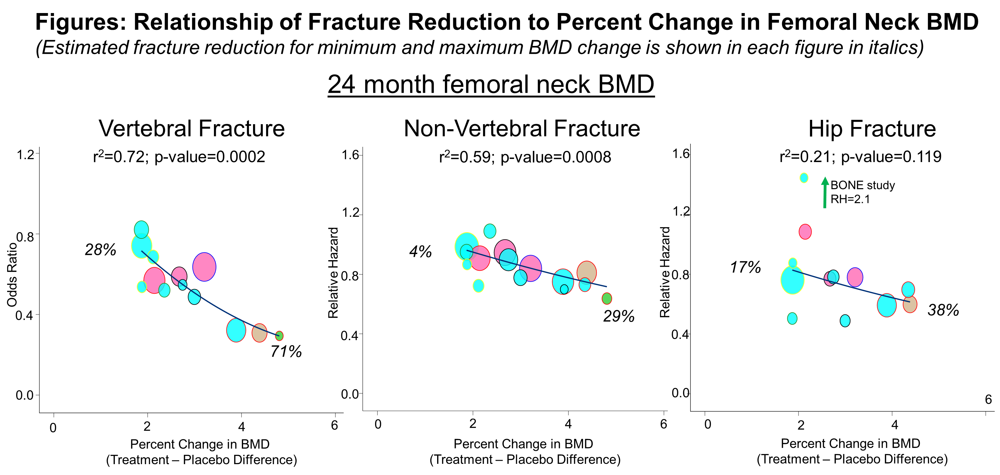 Figures: Relationship of Fracture Reduction to Percent Change in Femoral Neck BMD
(Estimated fracture reduction for minimum and maximum BMD change is shown in each figure in italics)
24 month femoral neck BMD
Vertebral Fracture
r²=0.72; p-value=0.0002
Odds Ratio
1.2
0.8
0.4
0.0
28%
71%
0 2 4 6
Percent Change in BMD
(Treatment – Placebo Difference)
Non-Vertebral Fracture
r²=0.59; p-value=0.0008
Relative Hazard
1.6
1.2
0.8
0.4
0.0
4%
29%
0 2 4 6
Percent Change in BMD
(Treatment – Placebo Difference)
Hip Fracture
r²=0.21; p-value=0.119
Relative Hazard
1.6
1.2
0.8
0.4
0.0
BONE study
RH=2.1
17%
38%
6
0 2 4
Percent Change in BMD
(Treatment – Placebo Difference)